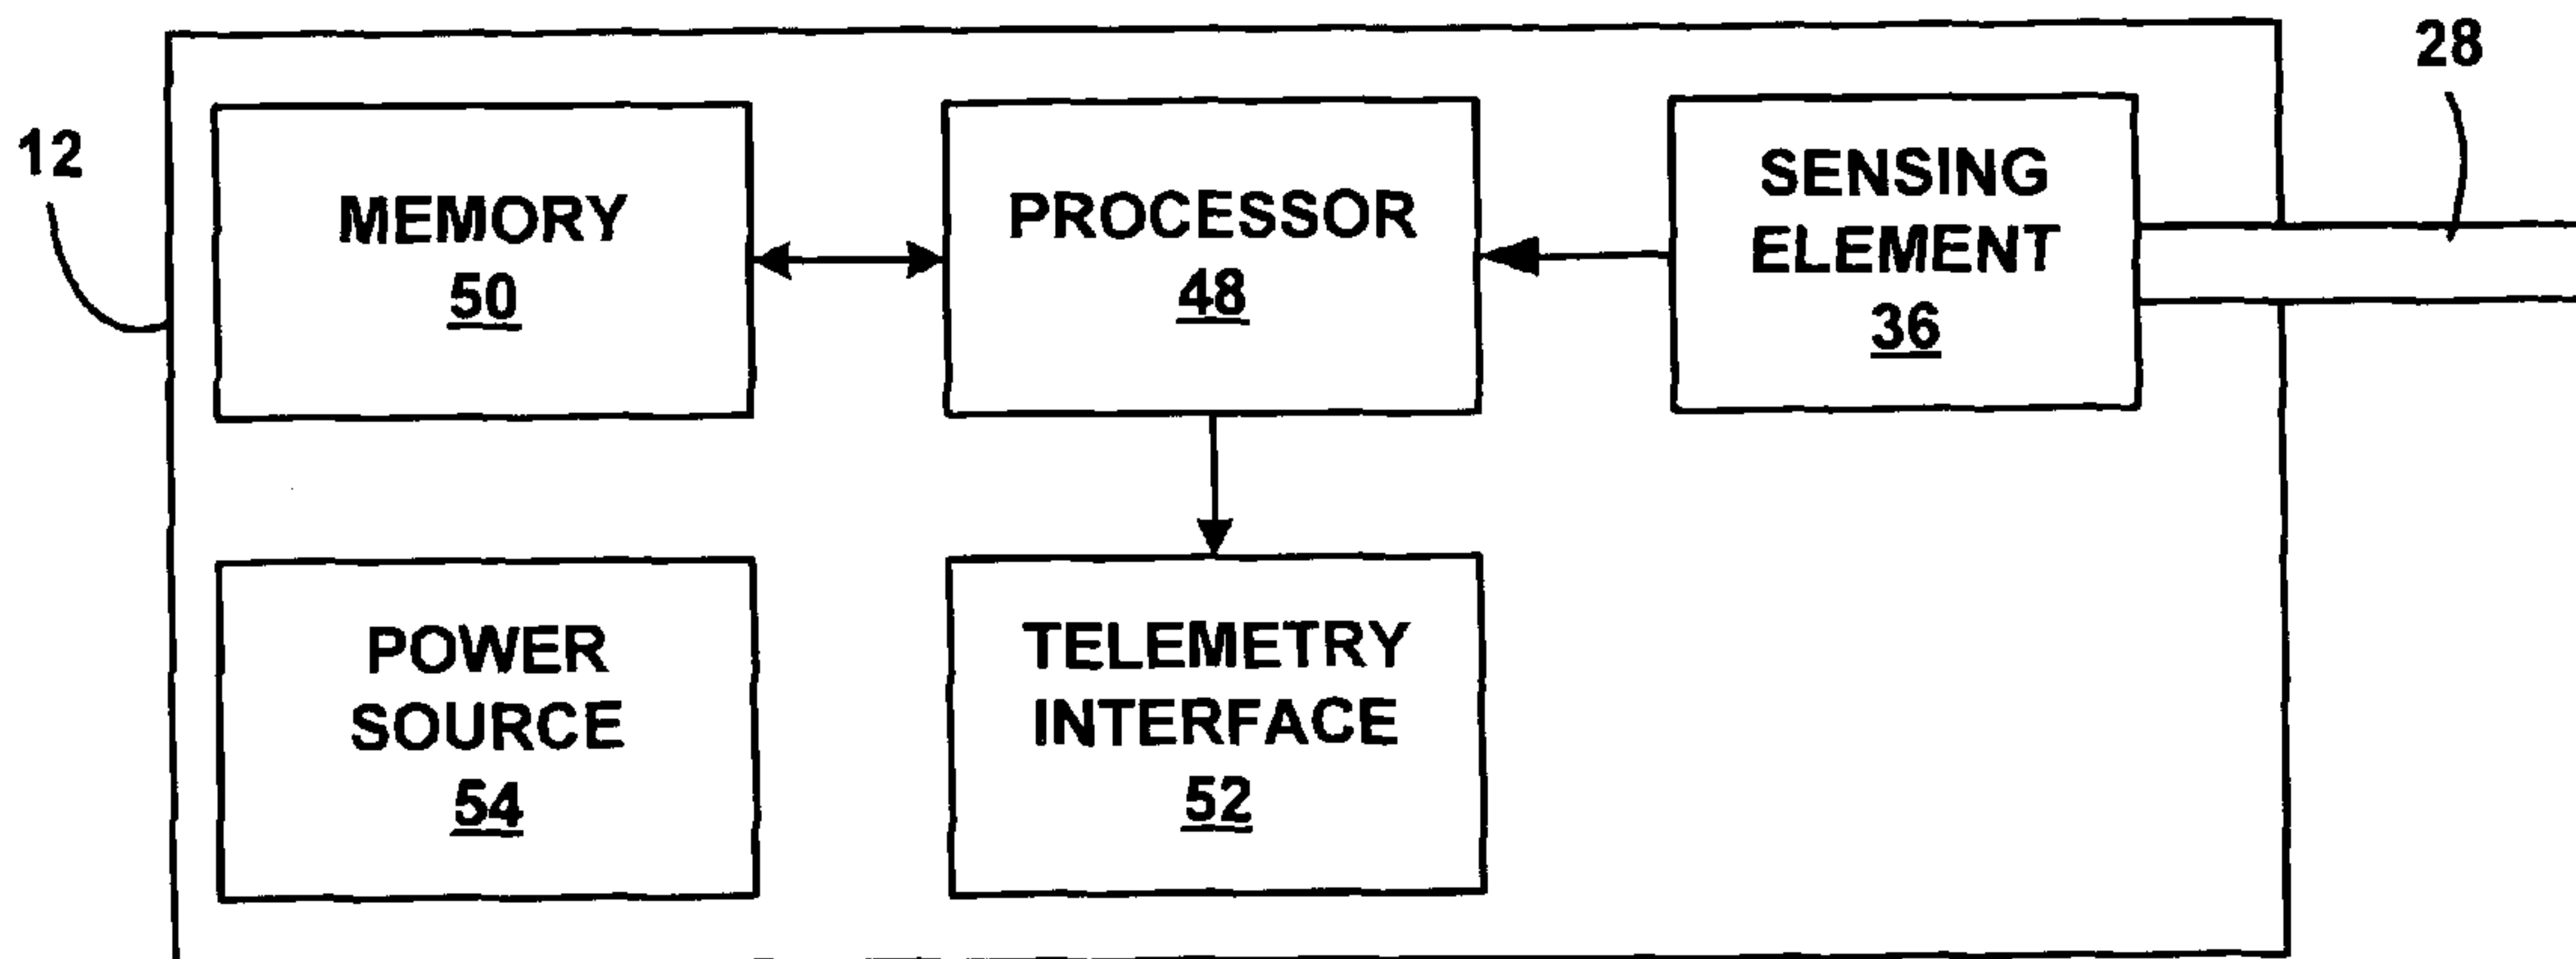 12
28
MEMORY
50
PROCESSOR
48
SENSING
ELEMENT
36
POWER
SOURCE
54
TELEMETRY
INTERFACE
52